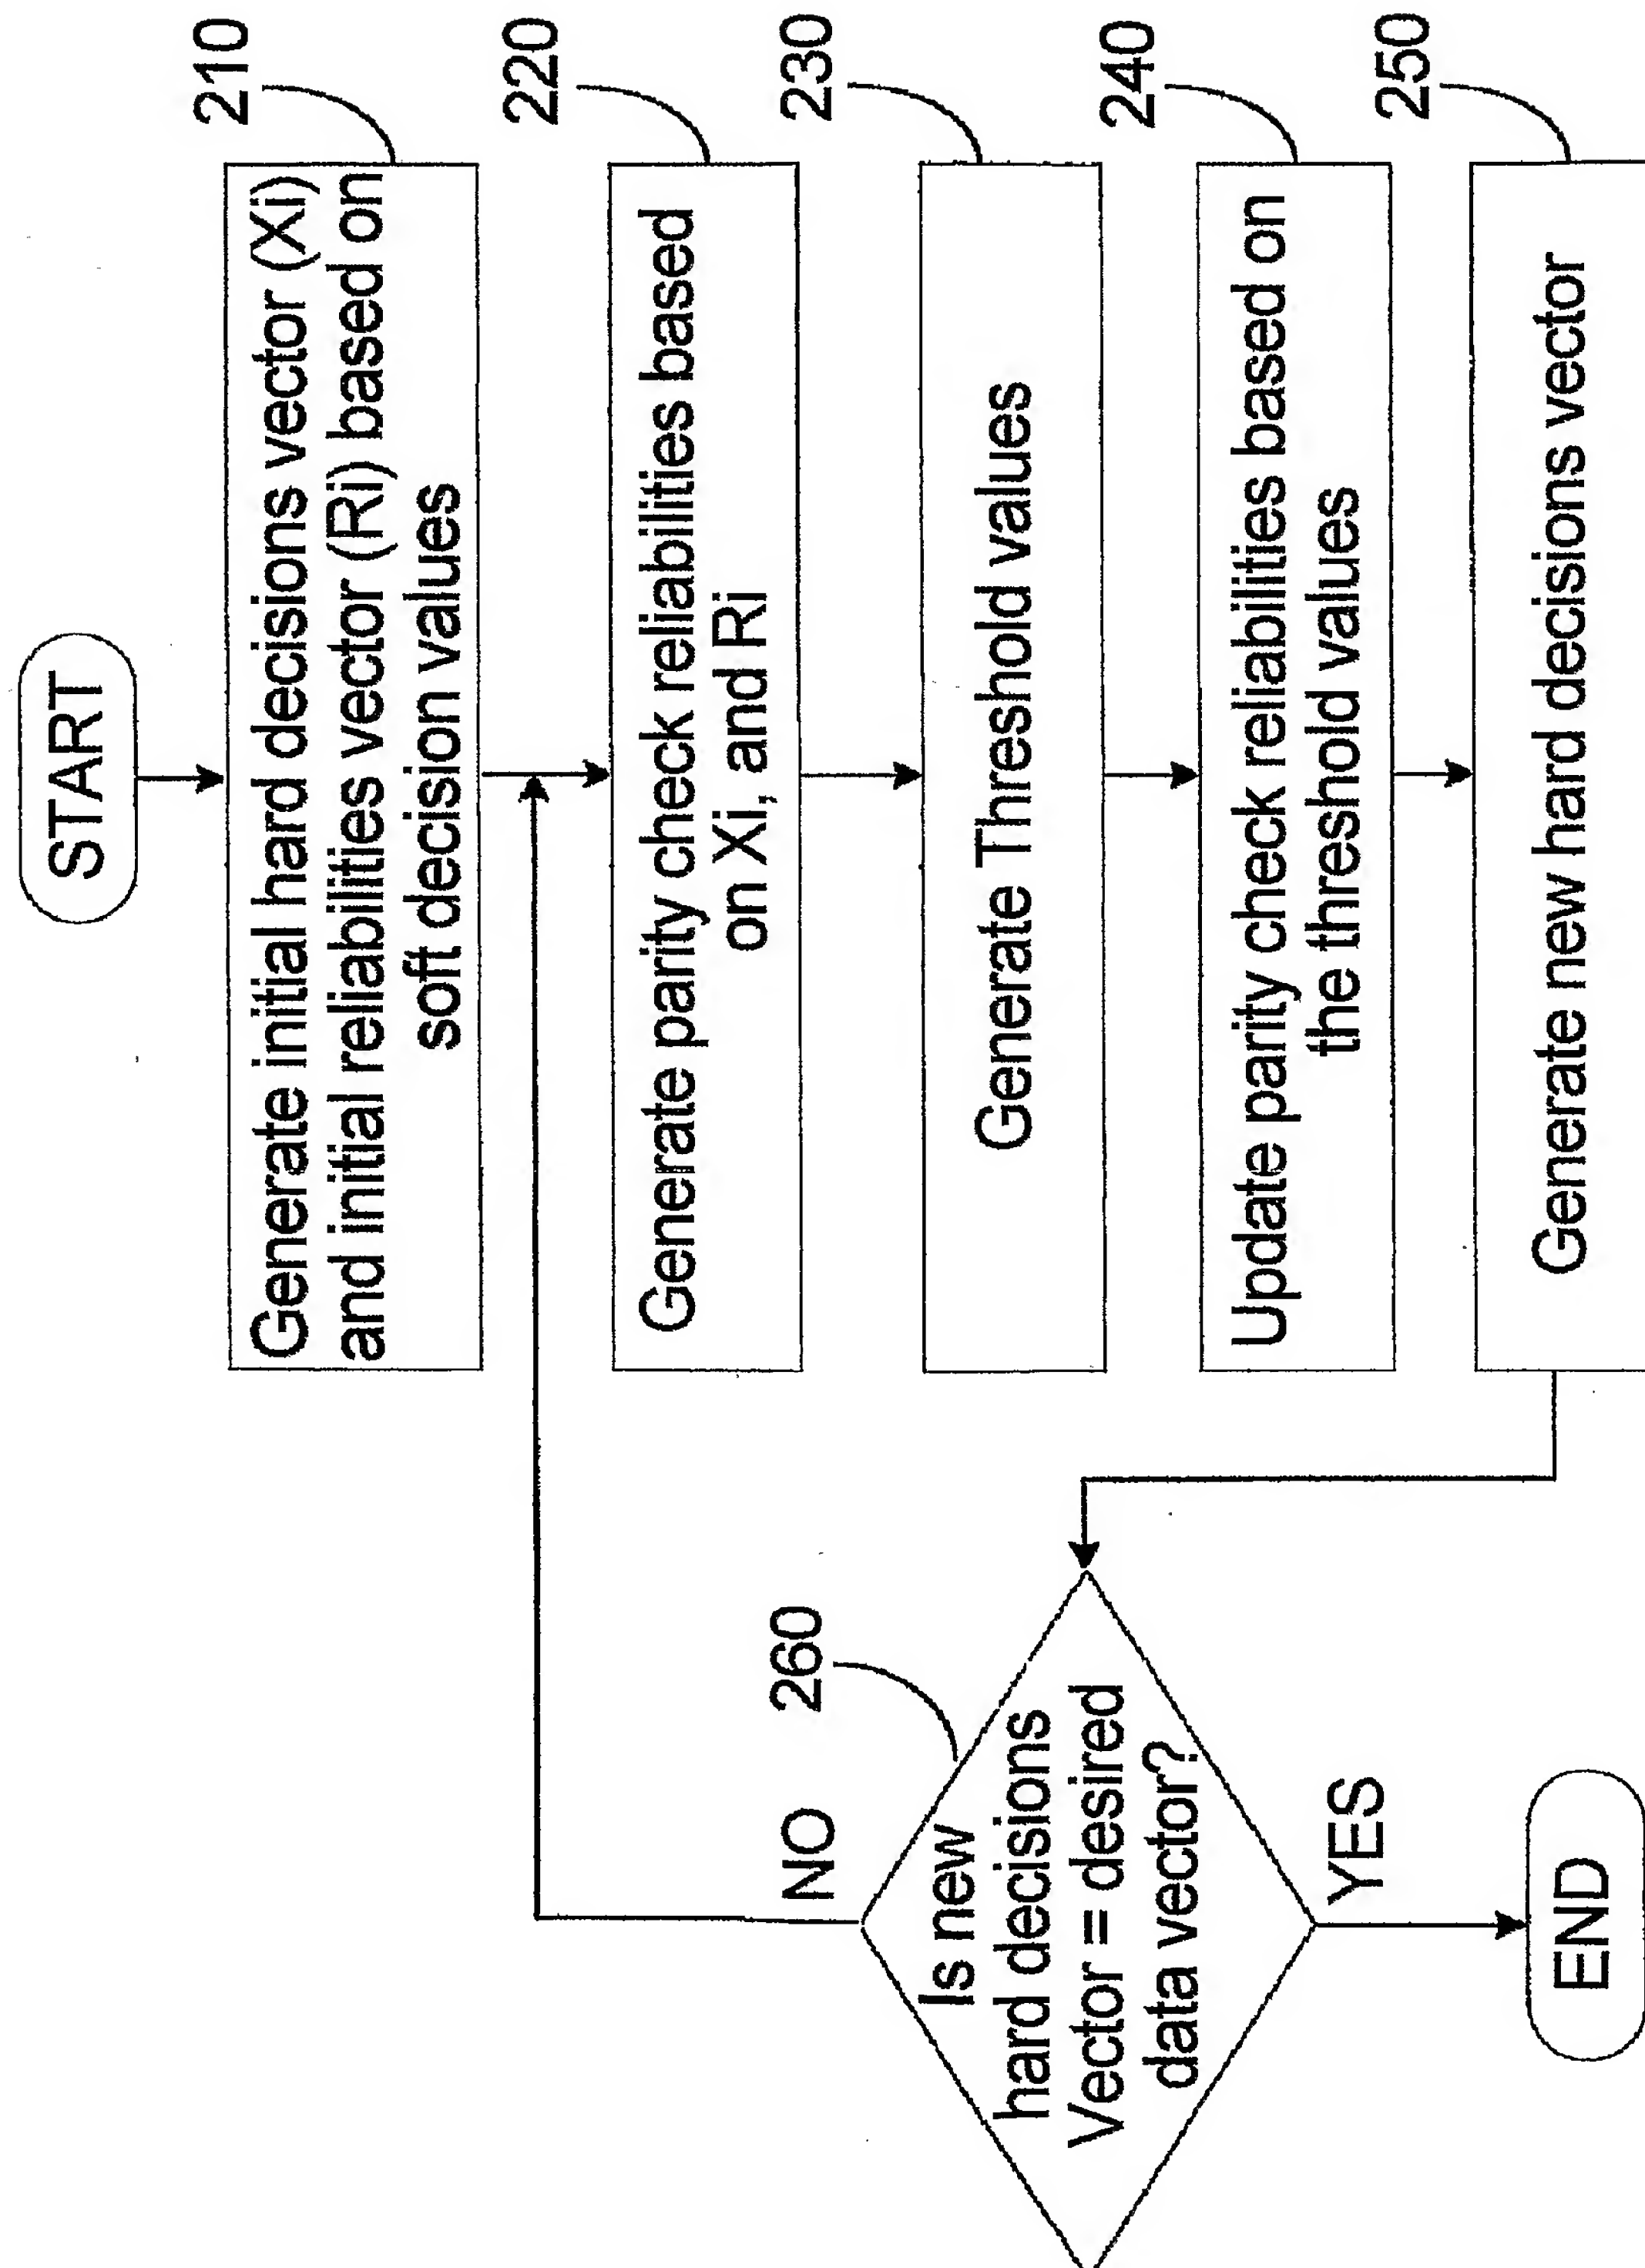 START
210
Generate initial hard decisions vector (Xi)
and initial reliabilities vector (Ri) based on
soft decision values
220
Generate parity check reliabilities based
on Xi, and Ri
230
Generate Threshold values
240
Update parity check reliabilities based on
the threshold values
250
Generate new hard decisions vector
260
Is new
hard decisions
Vector = desired
data vector?
NO
YES
END